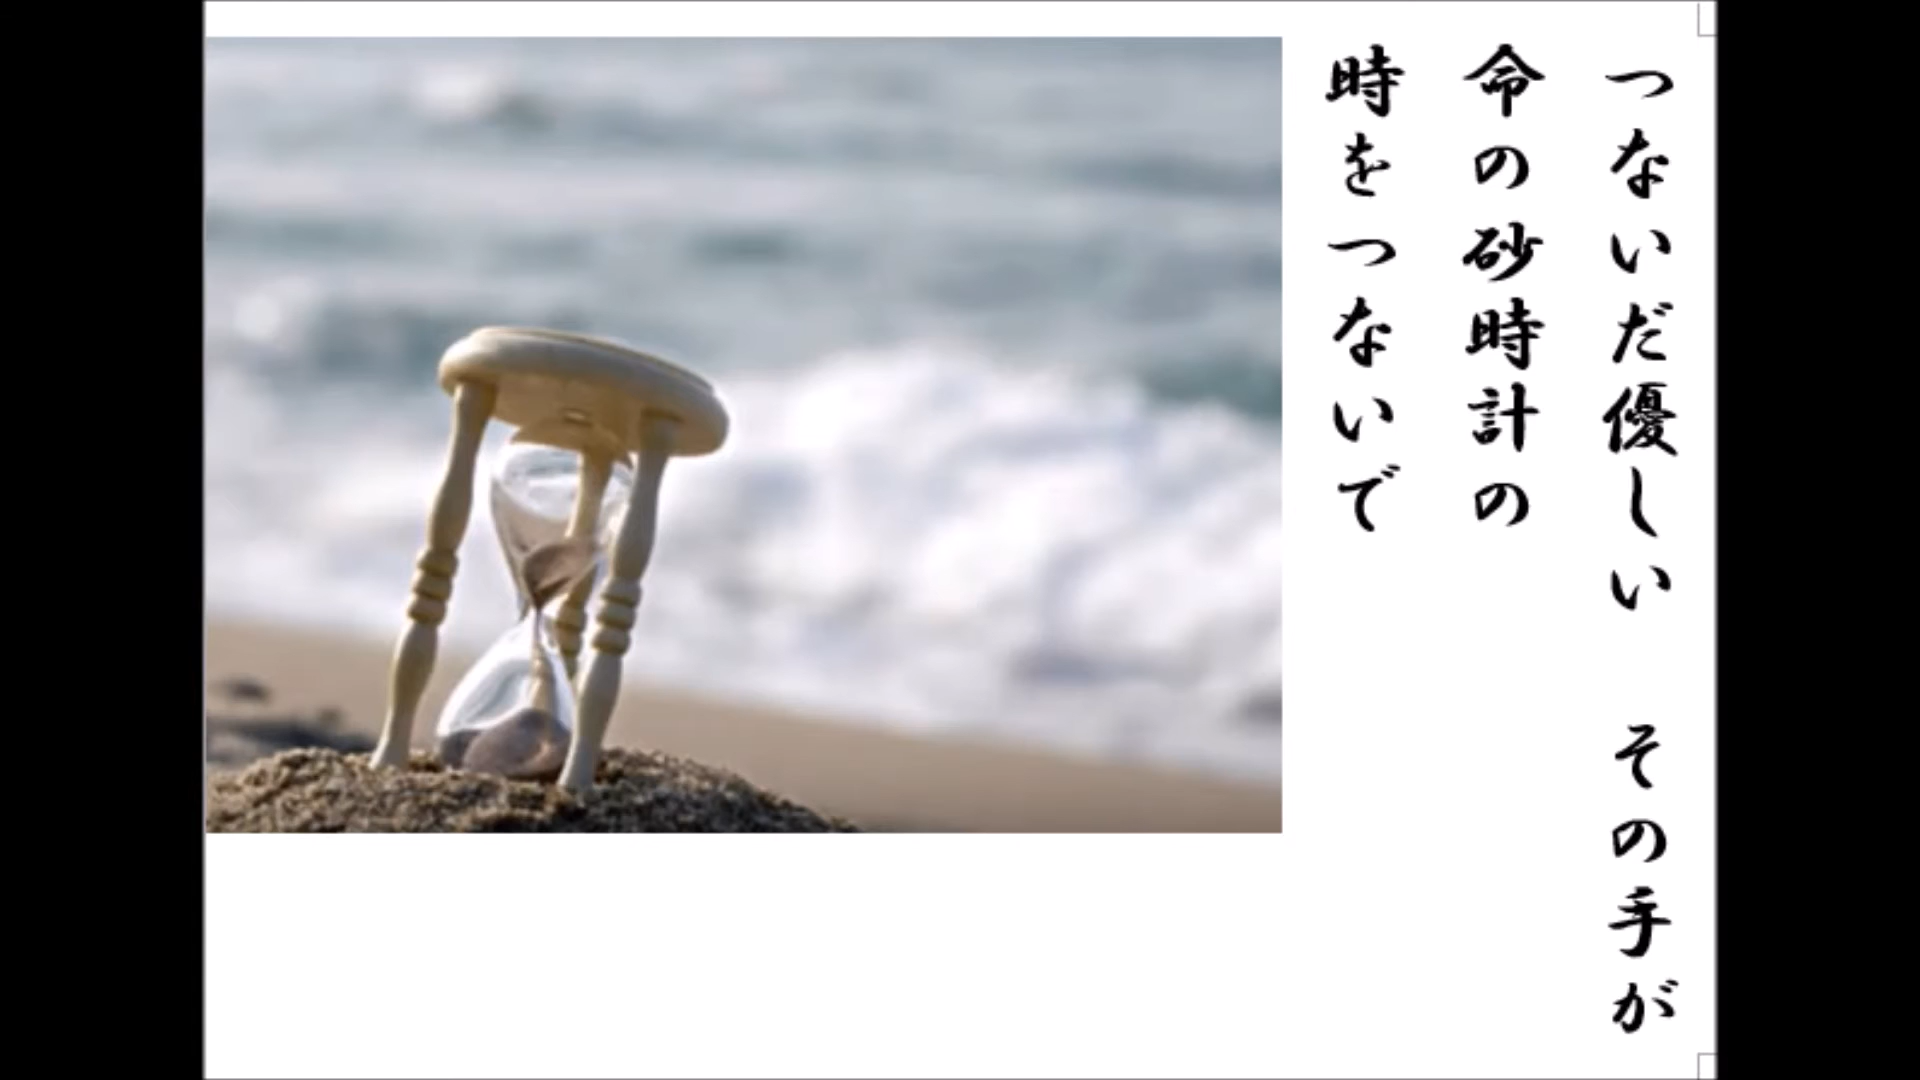 つないだ優しい　その手が
命の砂時計の
時をつないで